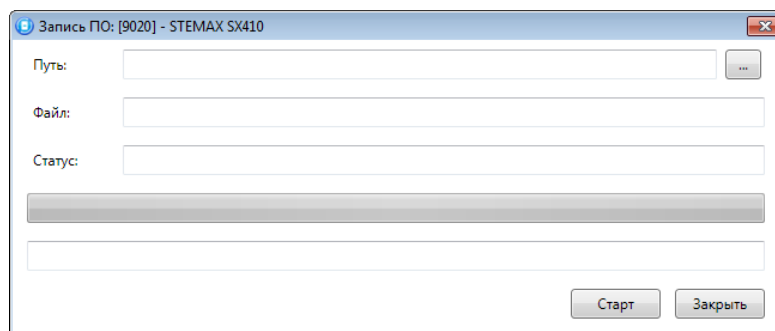 Запись ПО: [9020] - STEMAX SX410
Путь:
...
Файл:
Статус:
Старт
Закрыть